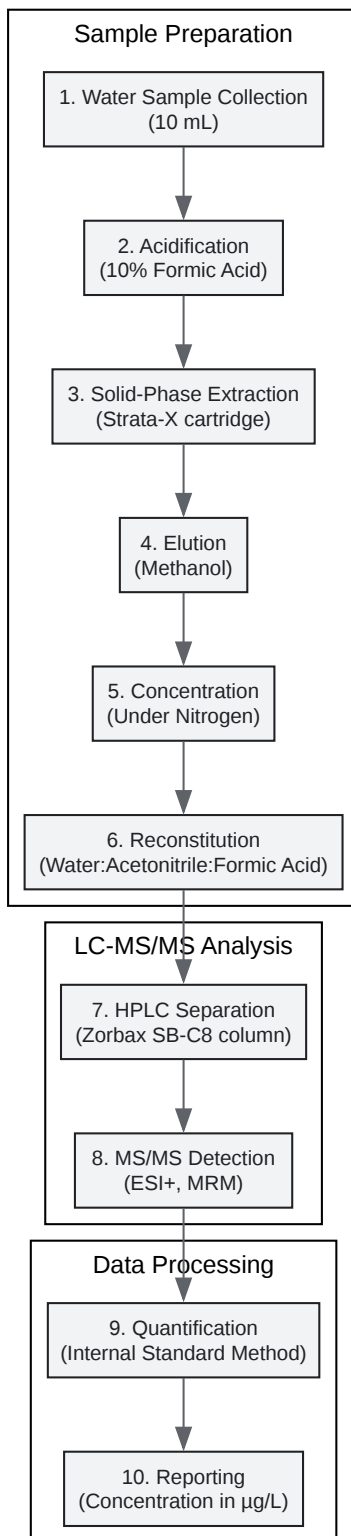 Sample Preparation
1. Water Sample Collection
(10 mL)
2. Acidification
(10% Formic Acid)
3. Solid-Phase Extraction
(Strata-X cartridge)
4. Elution
(Methanol)
5. Concentration
(Under Nitrogen)
6. Reconstitution
(Water:Acetonitrile:Formic Acid)
LC-MS/MS Analysis
7. HPLC Separation
(Zorbax SB-C8 column)
8. MS/MS Detection
(ESI+, MRM)
Data Processing
9. Quantification
(Internal Standard Method)
10. Reporting
(Concentration in µg/L)